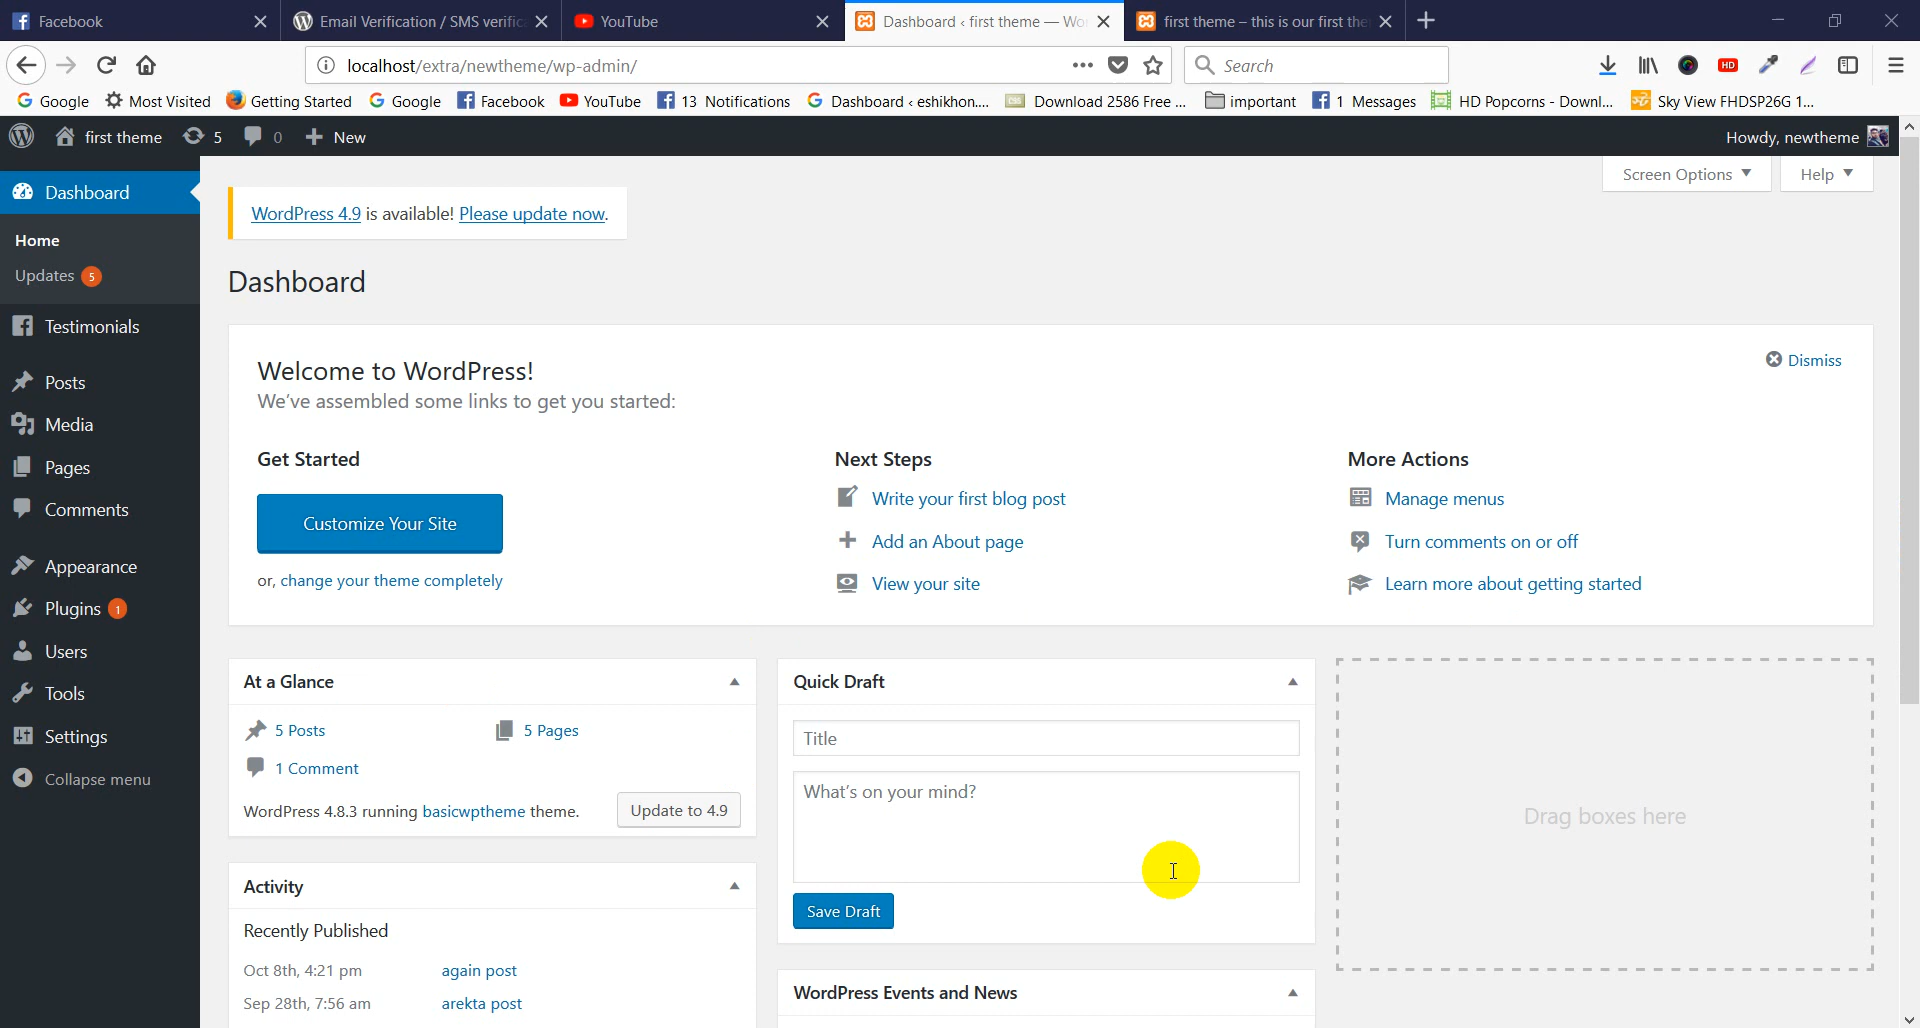 Facebook
Email Verification / SMS verific
YouTube
Dashboard ‹ first theme — Wo
first theme – this is our first the
localhost/extra/newtheme/wp-admin/
Search
HD
Google
Most Visited
Getting Started
Google
Facebook
YouTube
13 Notifications
Dashboard ‹ eshikhon....
Download 2586 Free ...
important
1 Messages
HD Popcorns - Downl...
Sky View FHDSP26G 1...
first theme
5
0
New
Howdy, newtheme
Dashboard
Home
Updates 5
Testimonials
Posts
Media
Pages
Comments
Appearance
Plugins 1
Users
Tools
Settings
Collapse menu
Screen Options
Help
WordPress 4.9 is available! Please update now.
Dashboard
Welcome to WordPress!
We've assembled some links to get you started:
Dismiss
Get Started
Customize Your Site
or, change your theme completely
Next Steps
Write your first blog post
Add an About page
View your site
More Actions
Manage menus
Turn comments on or off
Learn more about getting started
At a Glance
5 Posts
5 Pages
1 Comment
WordPress 4.8.3 running basicwptheme theme.
Update to 4.9
Activity
Recently Published
Oct 8th, 4:21 pm
again post
Sep 28th, 7:56 am
arekta post
Quick Draft
Title
What's on your mind?
Save Draft
WordPress Events and News
Drag boxes here